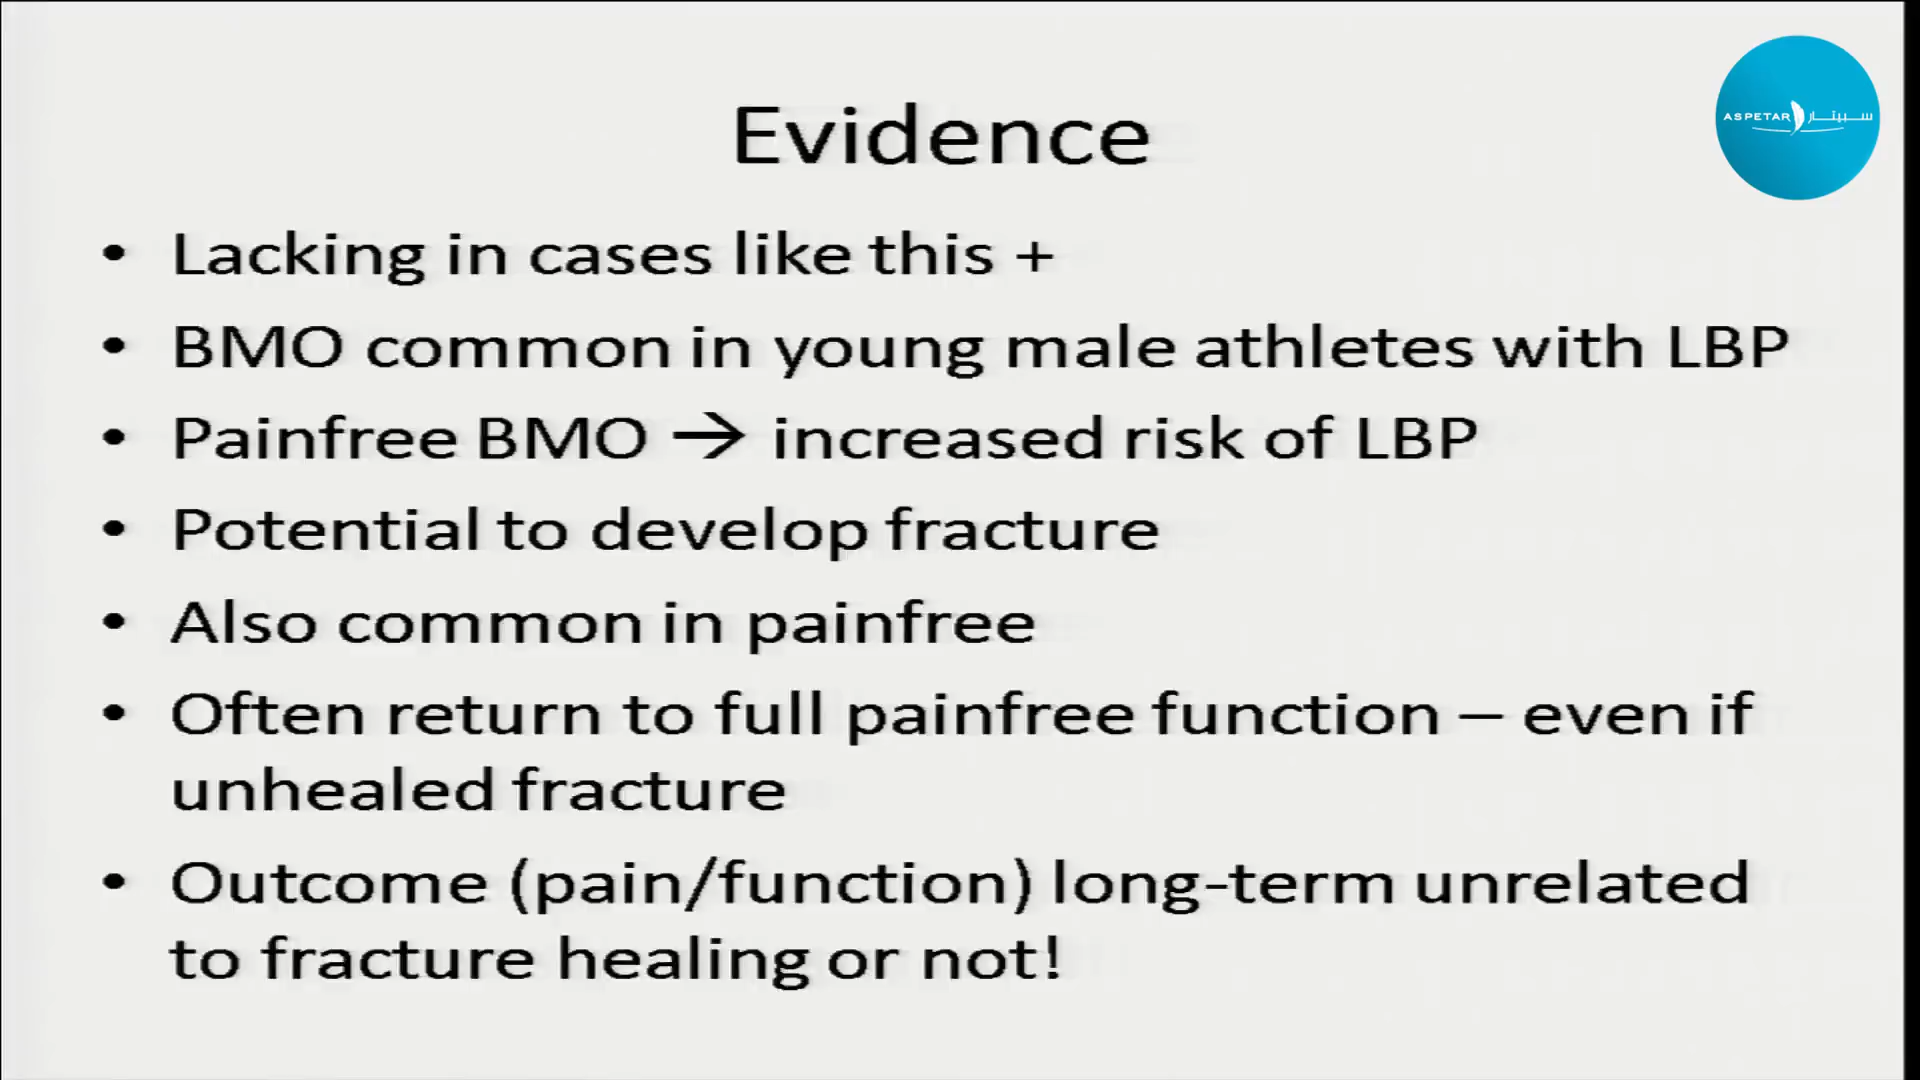 Evidence
ASPETAR سبيتار
• Lacking in cases like this +
• BMO common in young male athletes with LBP
• Painfree BMO → increased risk of LBP
• Potential to develop fracture
• Also common in painfree
• Often return to full painfree function – even if
unhealed fracture
• Outcome (pain/function) long-term unrelated
to fracture healing or not!